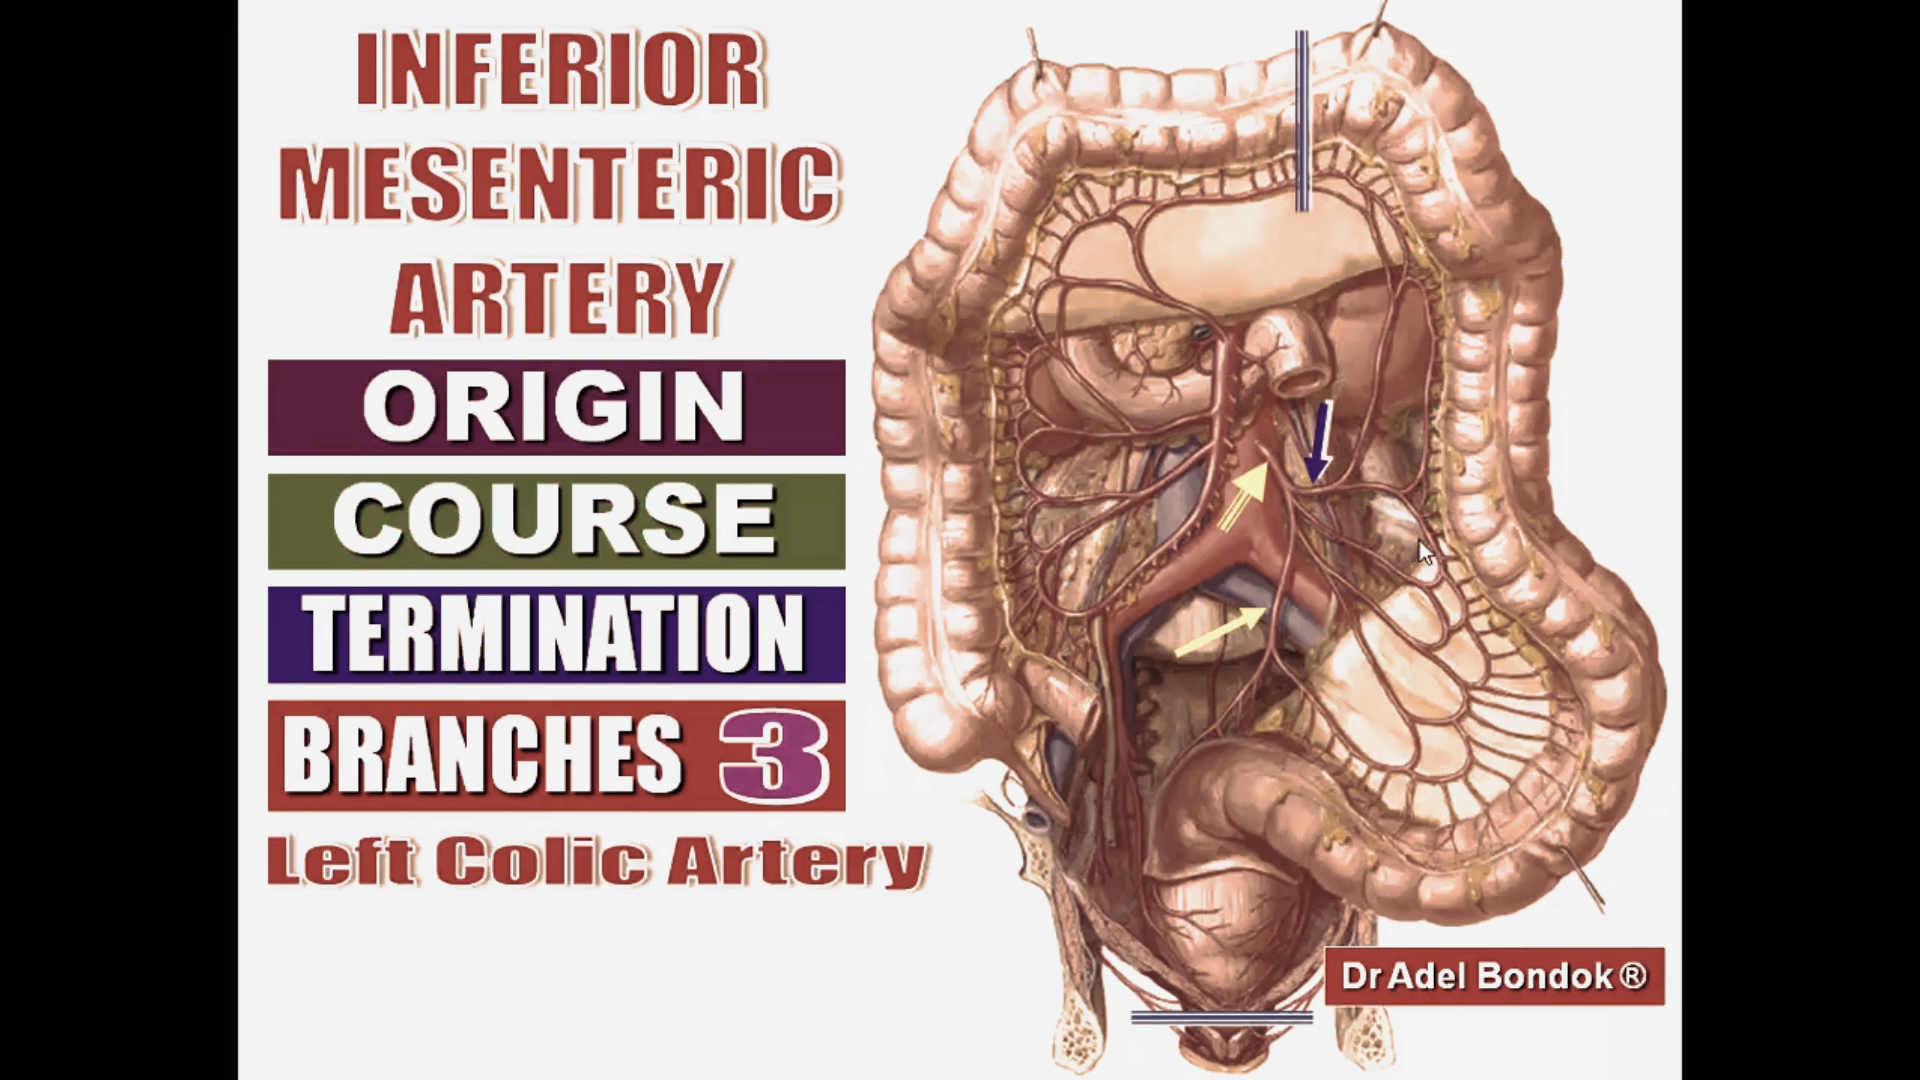 INFERIOR
MESENTERIC
ARTERY
ORIGIN
COURSE
TERMINATION
BRANCHES 3
Left Colic Artery
Dr Adel Bondok ®